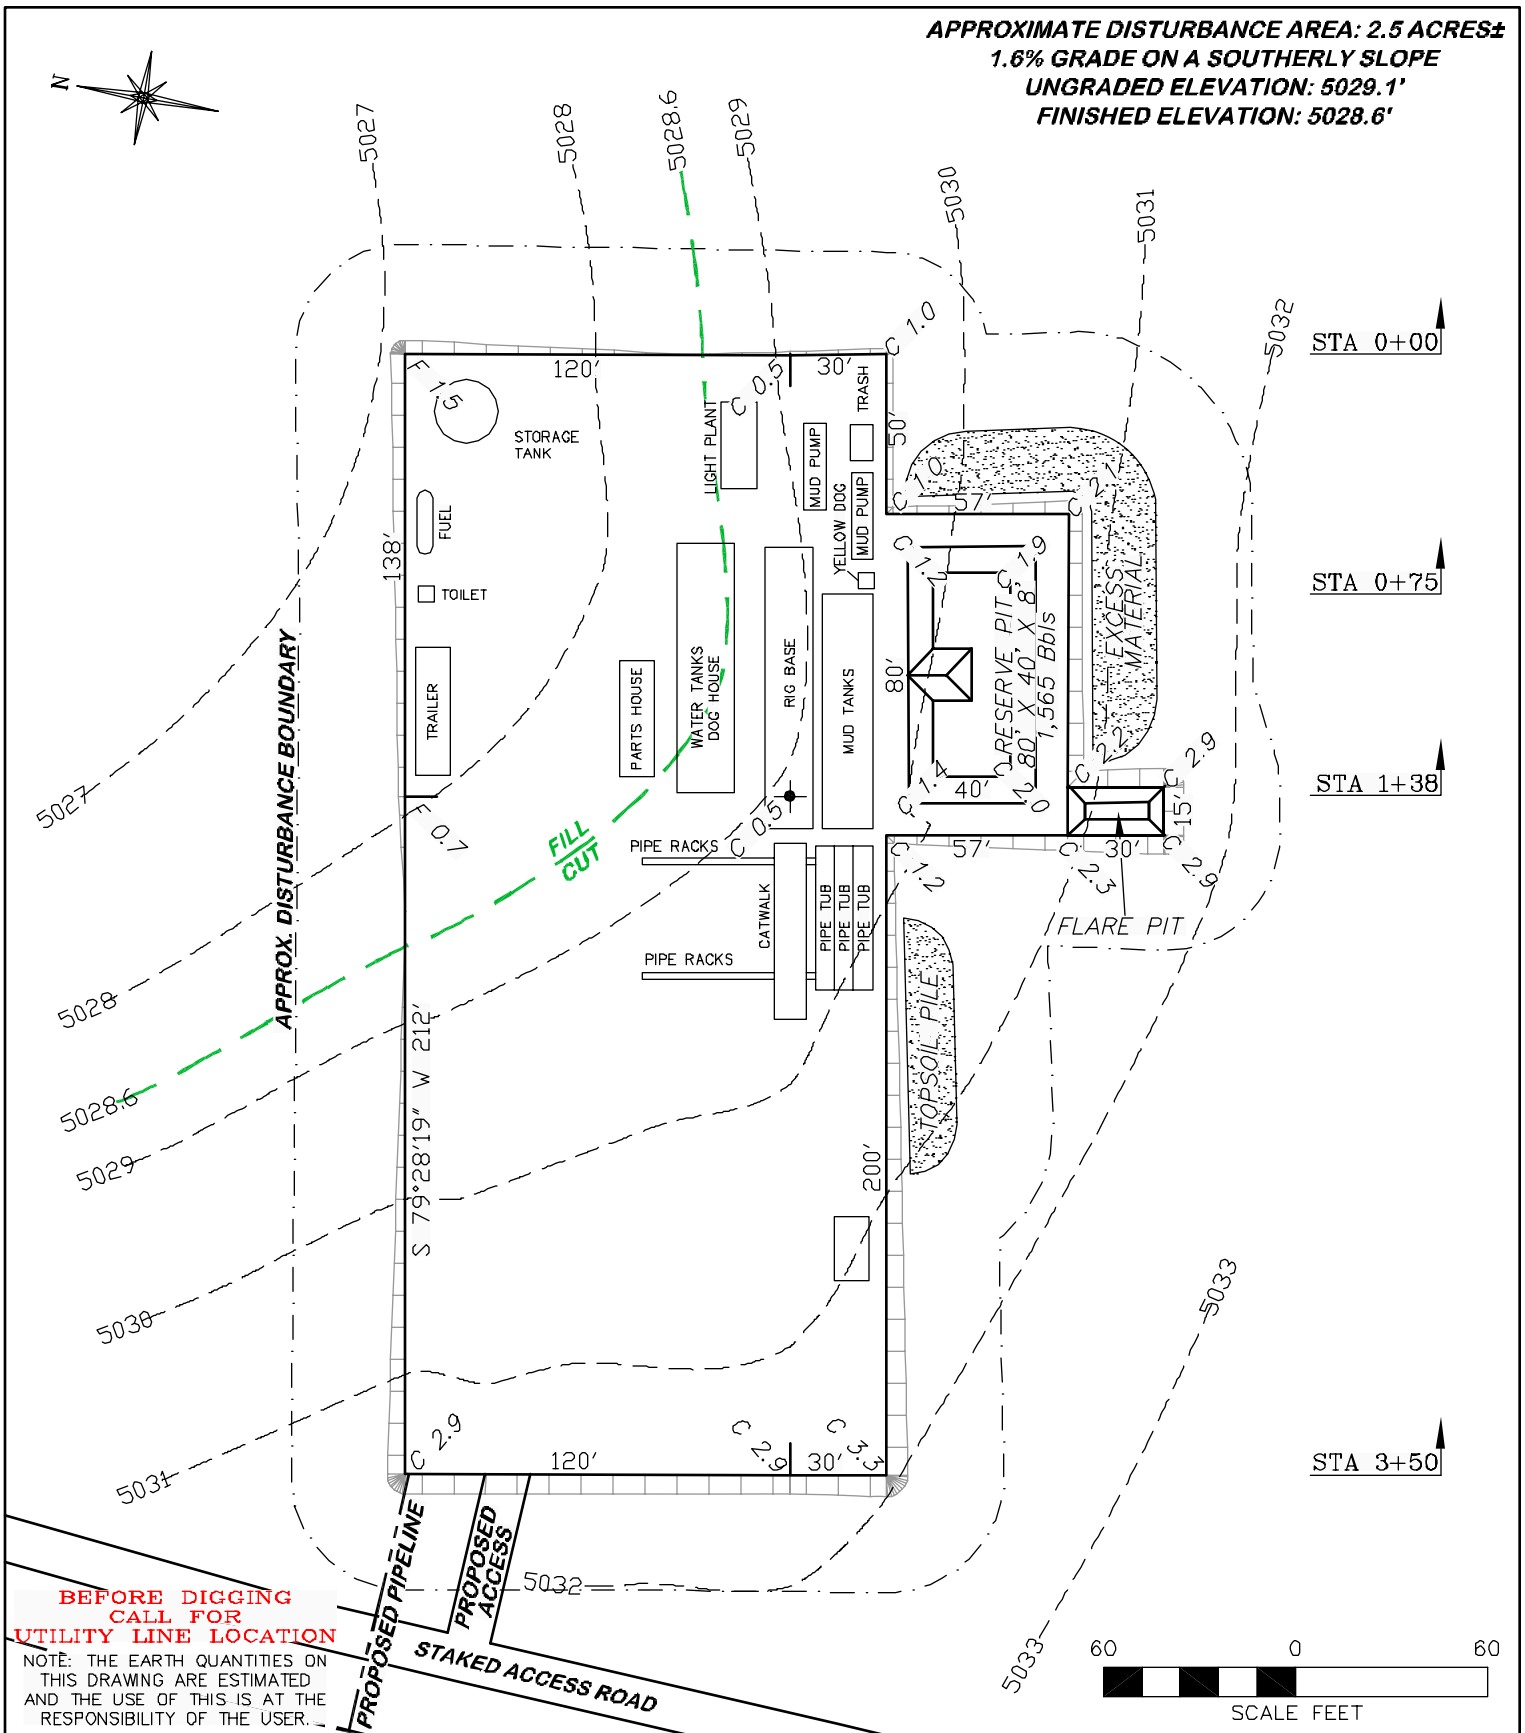 APPROXIMATE DISTURBANCE AREA: 2.5 ACRES±
1.6% GRADE ON A SOUTHERLY SLOPE
UNGRADED ELEVATION: 5029.1'
FINISHED ELEVATION: 5028.6'
N
5027
5028
5028.6
5029
5030
5031
5032
STA 0+00
C 1.0
120'
30'
F 1.5
C 0.5
TRASH
50'
STORAGE
TANK
LIGHT PLANT
MUD PUMP
FUEL
YELLOW DOG
MUD PUMP
C 1.0
57'
C 2.7
138'
C 1.7
C 1.9
STA 0+75
TOILET
EXCESS
MATERIAL
RESERVE PIT
80' X 40' X 8'
1,565 Bbls
80'
TRAILER
PARTS HOUSE
WATER TANKS
DOG HOUSE
RIG BASE
MUD TANKS
APPROX. DISTURBANCE BOUNDARY
C 2.2
C 2.9
C 1.4
C 2.0
40'
15'
STA 1+38
5027
F 0.7
C 0.5
FILL
CUT
PIPE RACKS
57'
30'
C 1.2
C 2.3
C 2.9
CATWALK
PIPE TUB
PIPE TUB
PIPE TUB
FLARE PIT
PIPE RACKS
5028
TOPSOIL PILE
5028.6
5029
S 79°28'19" W 212'
200'
5030
5033
C 2.9
C 2.9
C 3.3
120'
30'
STA 3+50
5031
PROPOSED PIPELINE
PROPOSED
ACCESS
5032
STAKED ACCESS ROAD
5033
BEFORE DIGGING
CALL FOR
UTILITY LINE LOCATION
NOTE: THE EARTH QUANTITIES ON
THIS DRAWING ARE ESTIMATED
AND THE USE OF THIS IS AT THE
RESPONSIBILITY OF THE USER.
60 0 60
SCALE FEET